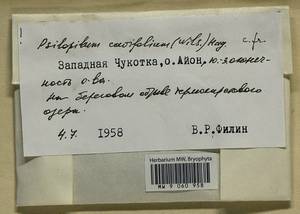 Psilopilum cavifolium (Wils.) Hag. c. fr.
Западная Чукотка, о. Айон, ю-з оконеч-
ность о-ва.
На береговом обрыве термокарстового
озера.
4.7. 1958 В.Р. Филин
Herbarium MW, Bryophyta
MW 9 060 958